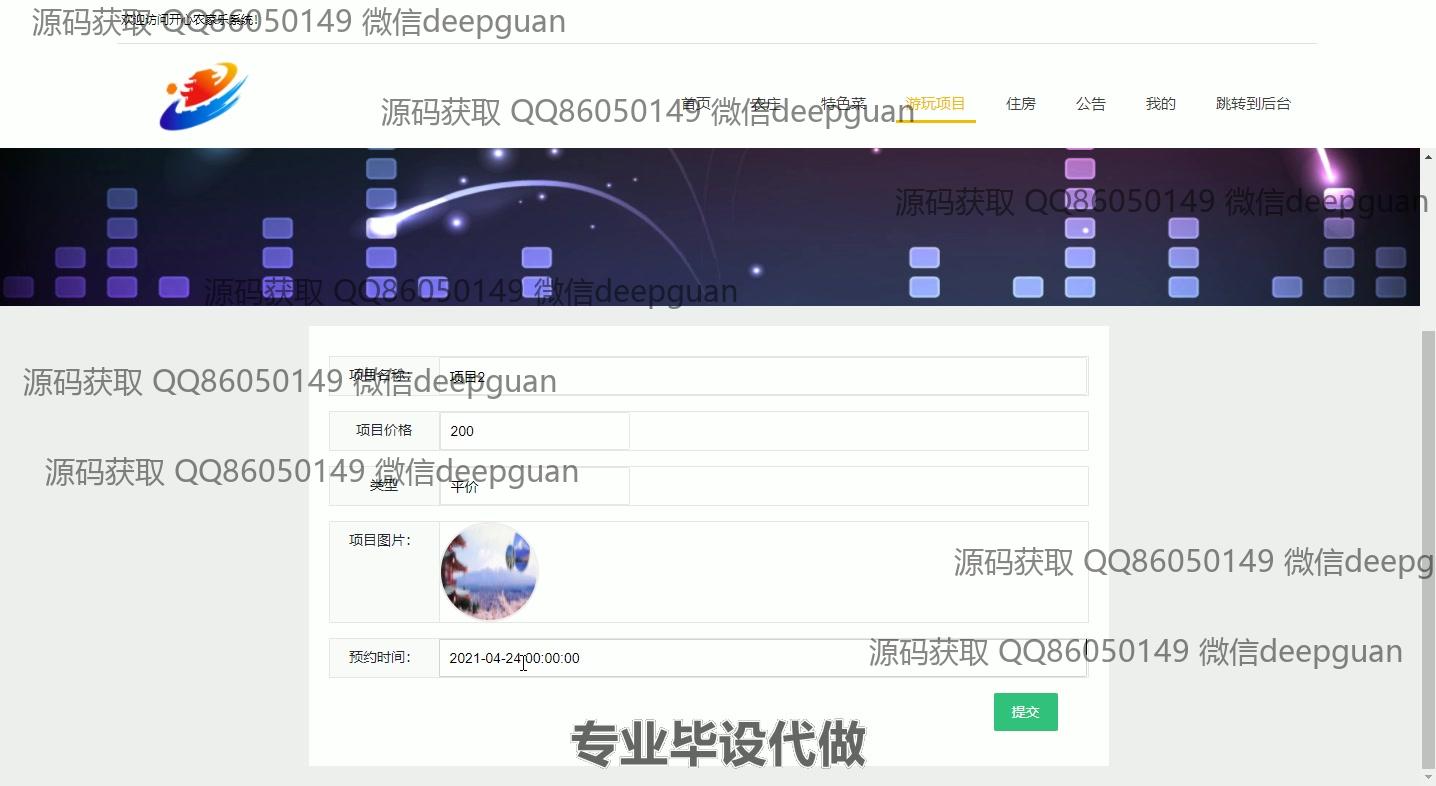 欢迎访问开心农家乐系统!
源码获取 QQ86050149 微信deepguan
首页 农庄 特色菜 游玩项目 住房 公告 我的 跳转到后台
源码获取 QQ86050149 微信deepguan
源码获取 QQ86050149 微信deepguan
源码获取 QQ86050149 微信deepguan
项目名称: 项目2
源码获取 QQ86050149 微信deepguan
项目价格 200
源码获取 QQ86050149 微信deepguan
类型 平价
项目图片:
源码获取 QQ86050149 微信deepg
预约时间: 2021-04-24 00:00:00
源码获取 QQ86050149 微信deepguan
提交
专业毕设代做